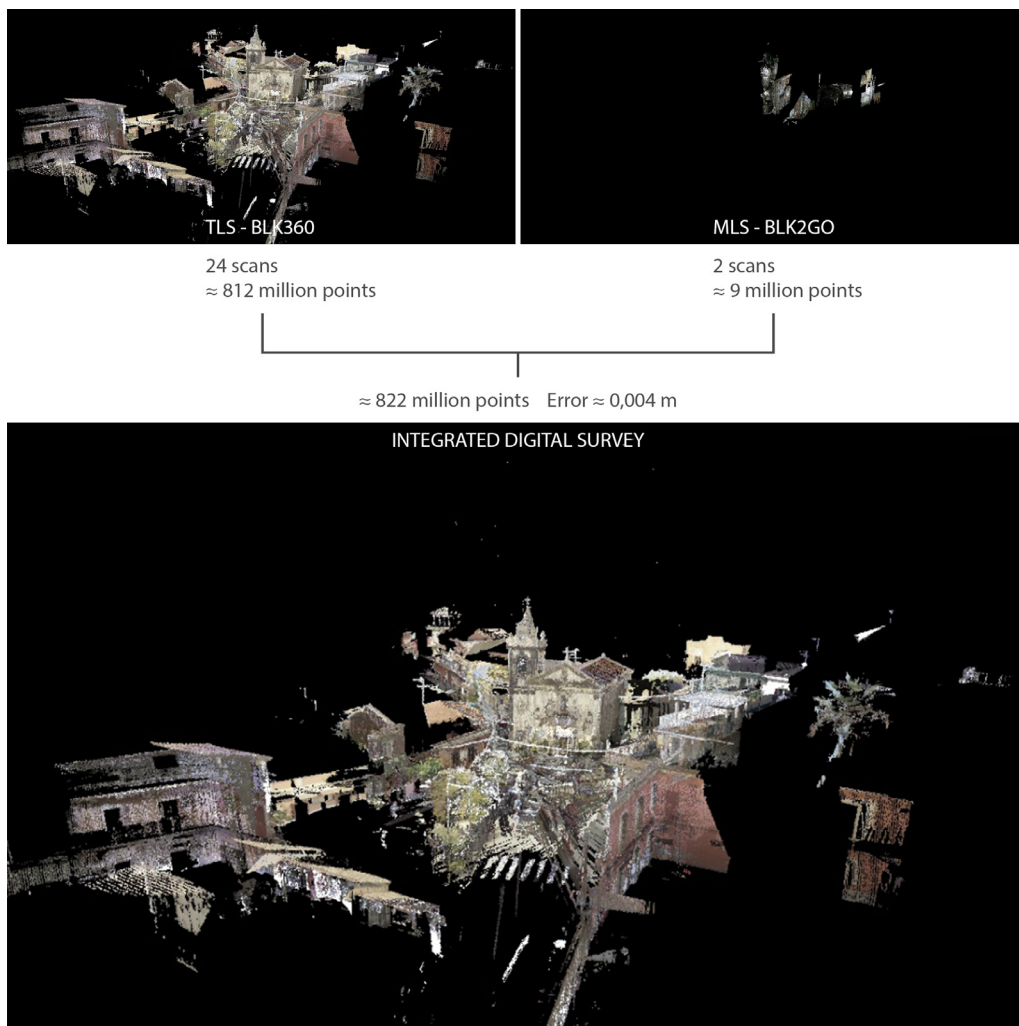 TLS - BLK360
MLS - BLK2GO
24 scans
≈ 812 million points
2 scans
≈ 9 million points
≈ 822 million points Error ≈ 0,004 m
INTEGRATED DIGITAL SURVEY